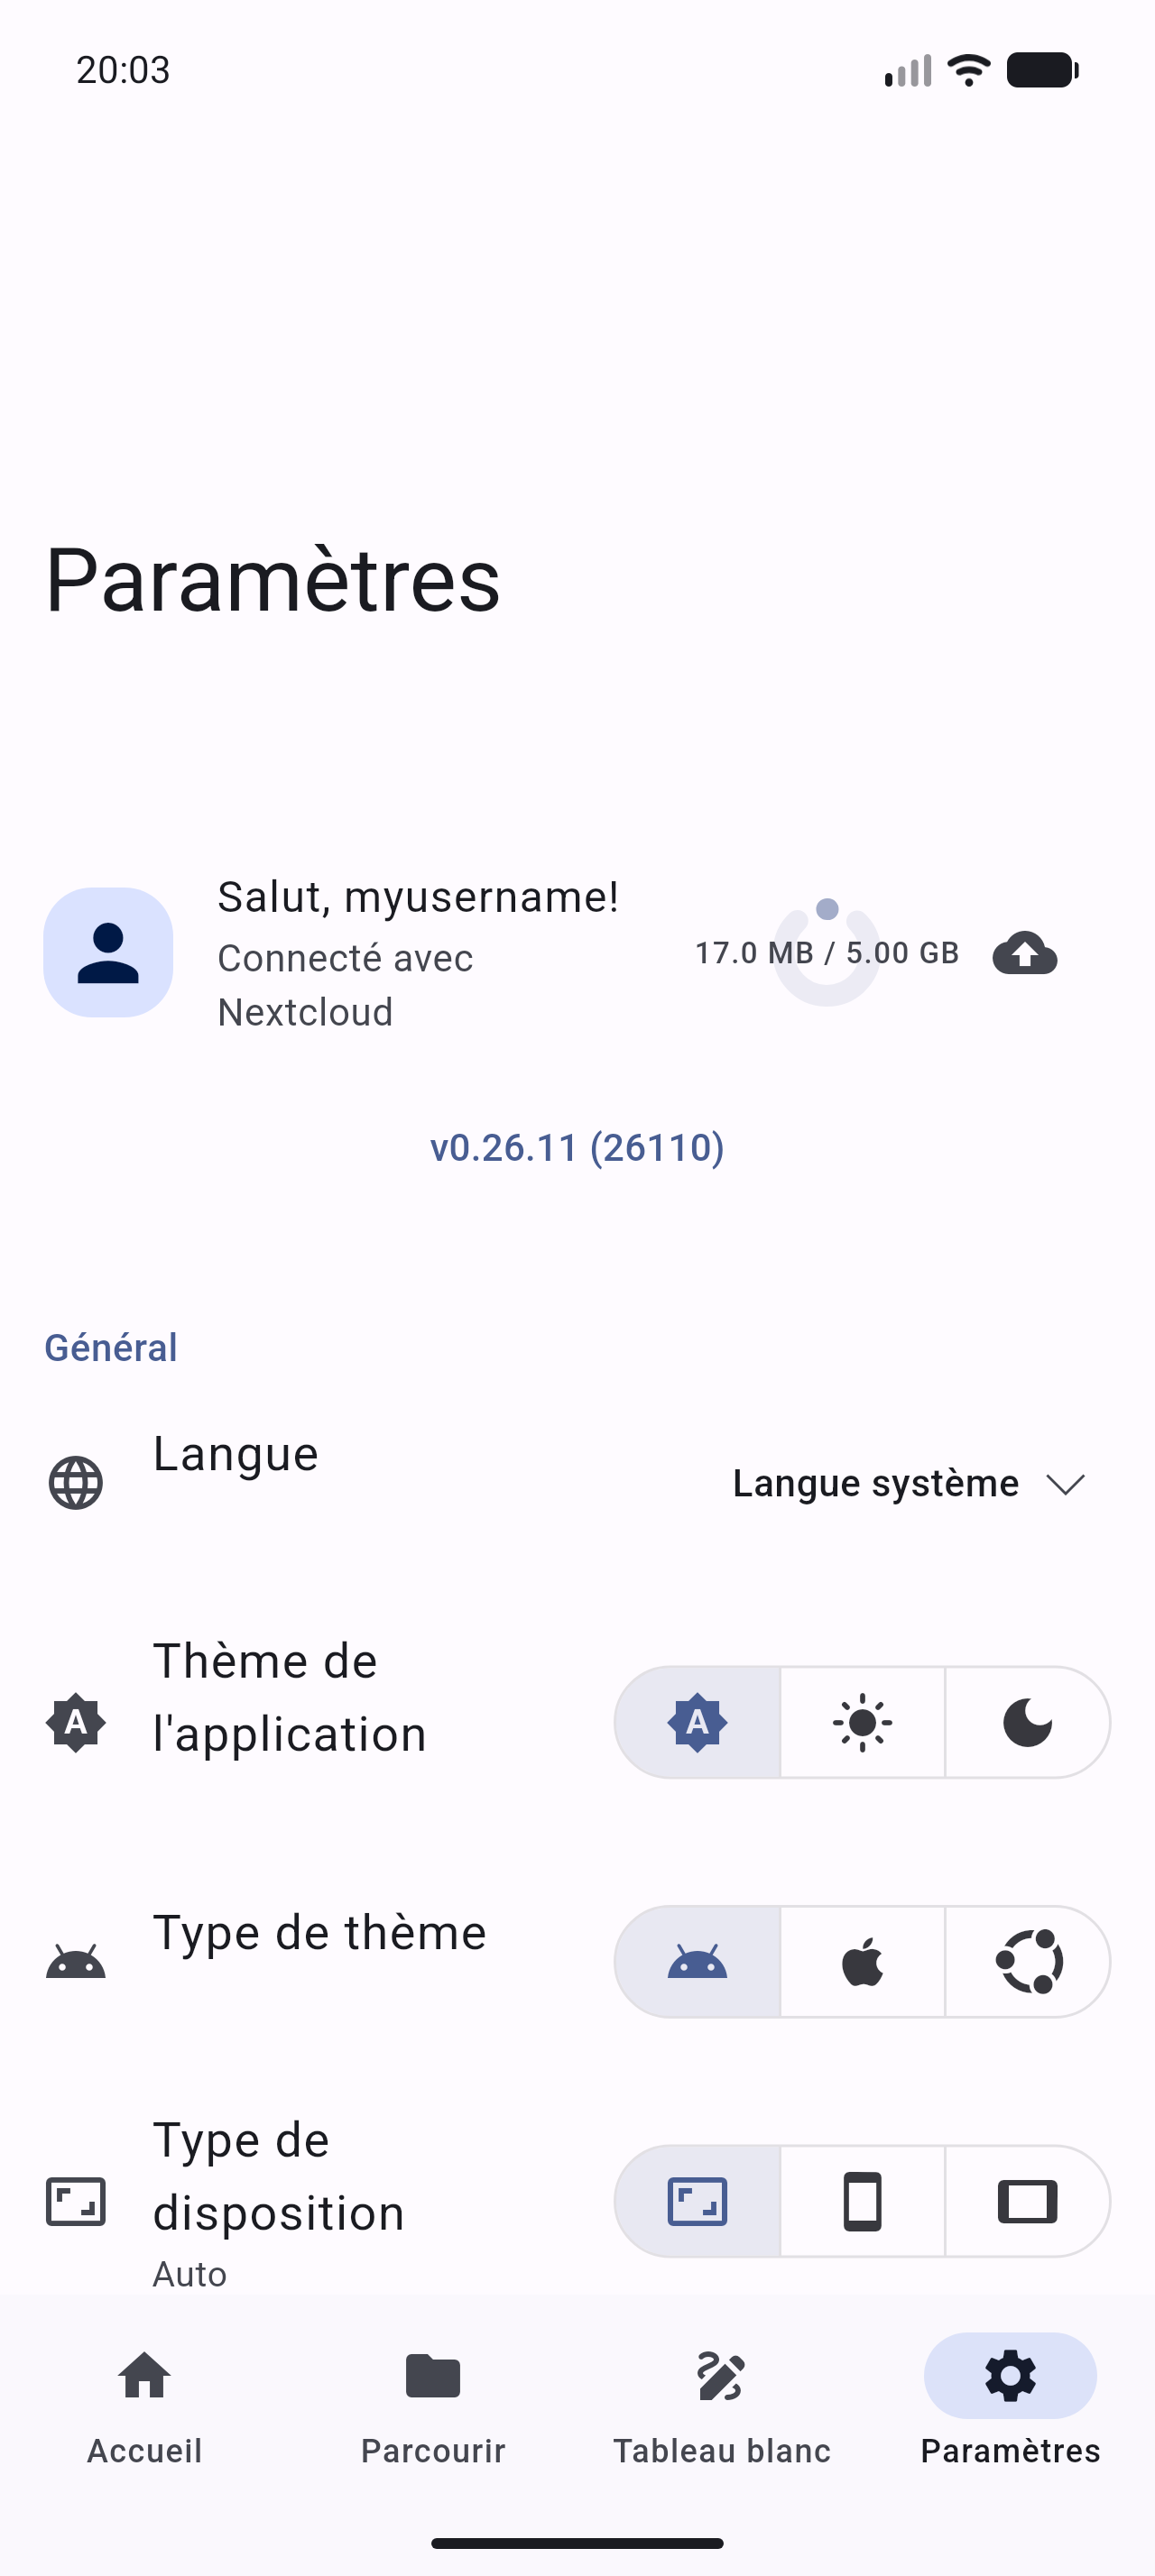 20:03
Paramètres
Salut, myusername!
Connecté avec
Nextcloud
17.0 MB / 5.00 GB
v0.26.11 (26110)
Général
Langue
Langue système
Thème de
l'application
A
A
Type de thème
Type de
disposition
Auto
Accueil
Parcourir
Tableau blanc
Paramètres